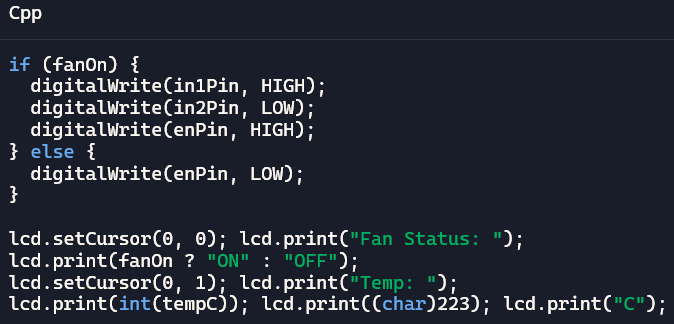 Cpp
if (fanOn) {
  digitalWrite(in1Pin, HIGH);
  digitalWrite(in2Pin, LOW);
  digitalWrite(enPin, HIGH);
} else {
  digitalWrite(enPin, LOW);
}
lcd.setCursor(0, 0); lcd.print("Fan Status: ");
lcd.print(fanOn ? "ON" : "OFF");
lcd.setCursor(0, 1); lcd.print("Temp: ");
lcd.print(int(tempC)); lcd.print((char)223); lcd.print("C");